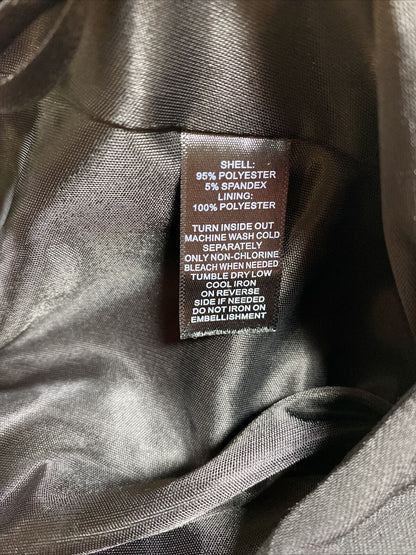 SHELL:
95% POLYESTER
5% SPANDEX
LINING:
100% POLYESTER
TURN INSIDE OUT
MACHINE WASH COLD
SEPARATELY
ONLY NON-CHLORINE
BLEACH WHEN NEEDED
TUMBLE DRY LOW
COOL IRON
ON REVERSE
SIDE IF NEEDED
DO NOT IRON ON
EMBELLISHMENT